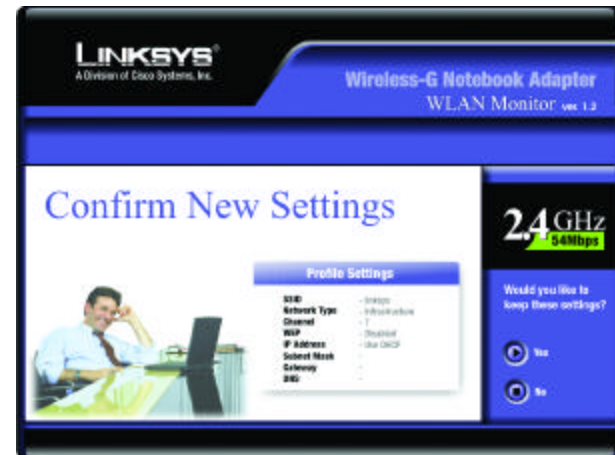 LINKSYS®
A Division of Cisco Systems, Inc.
Wireless-G Notebook Adapter
WLAN Monitor ver. 1.2
Confirm New Settings
2.4 GHz
54Mbps
Profile Settings
SSID - linksys
Network Type - Infrastructure
Channel - 7
WEP - Disabled
IP Address - Use DHCP
Subnet Mask -
Gateway -
DNS -
Would you like to
keep these settings?
Yes
No